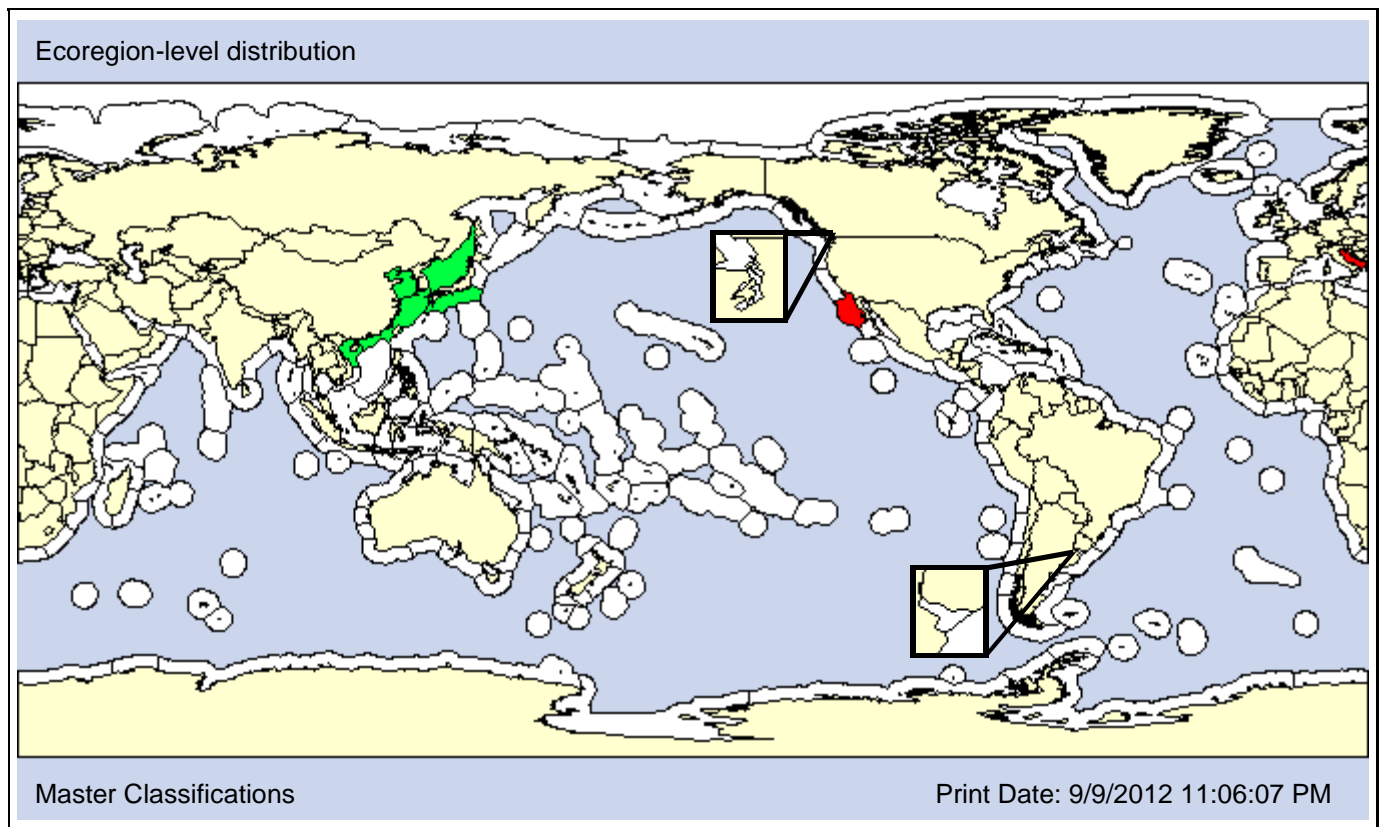 Ecoregion-level distribution
Master Classifications
Print Date: 9/9/2012 11:06:07 PM